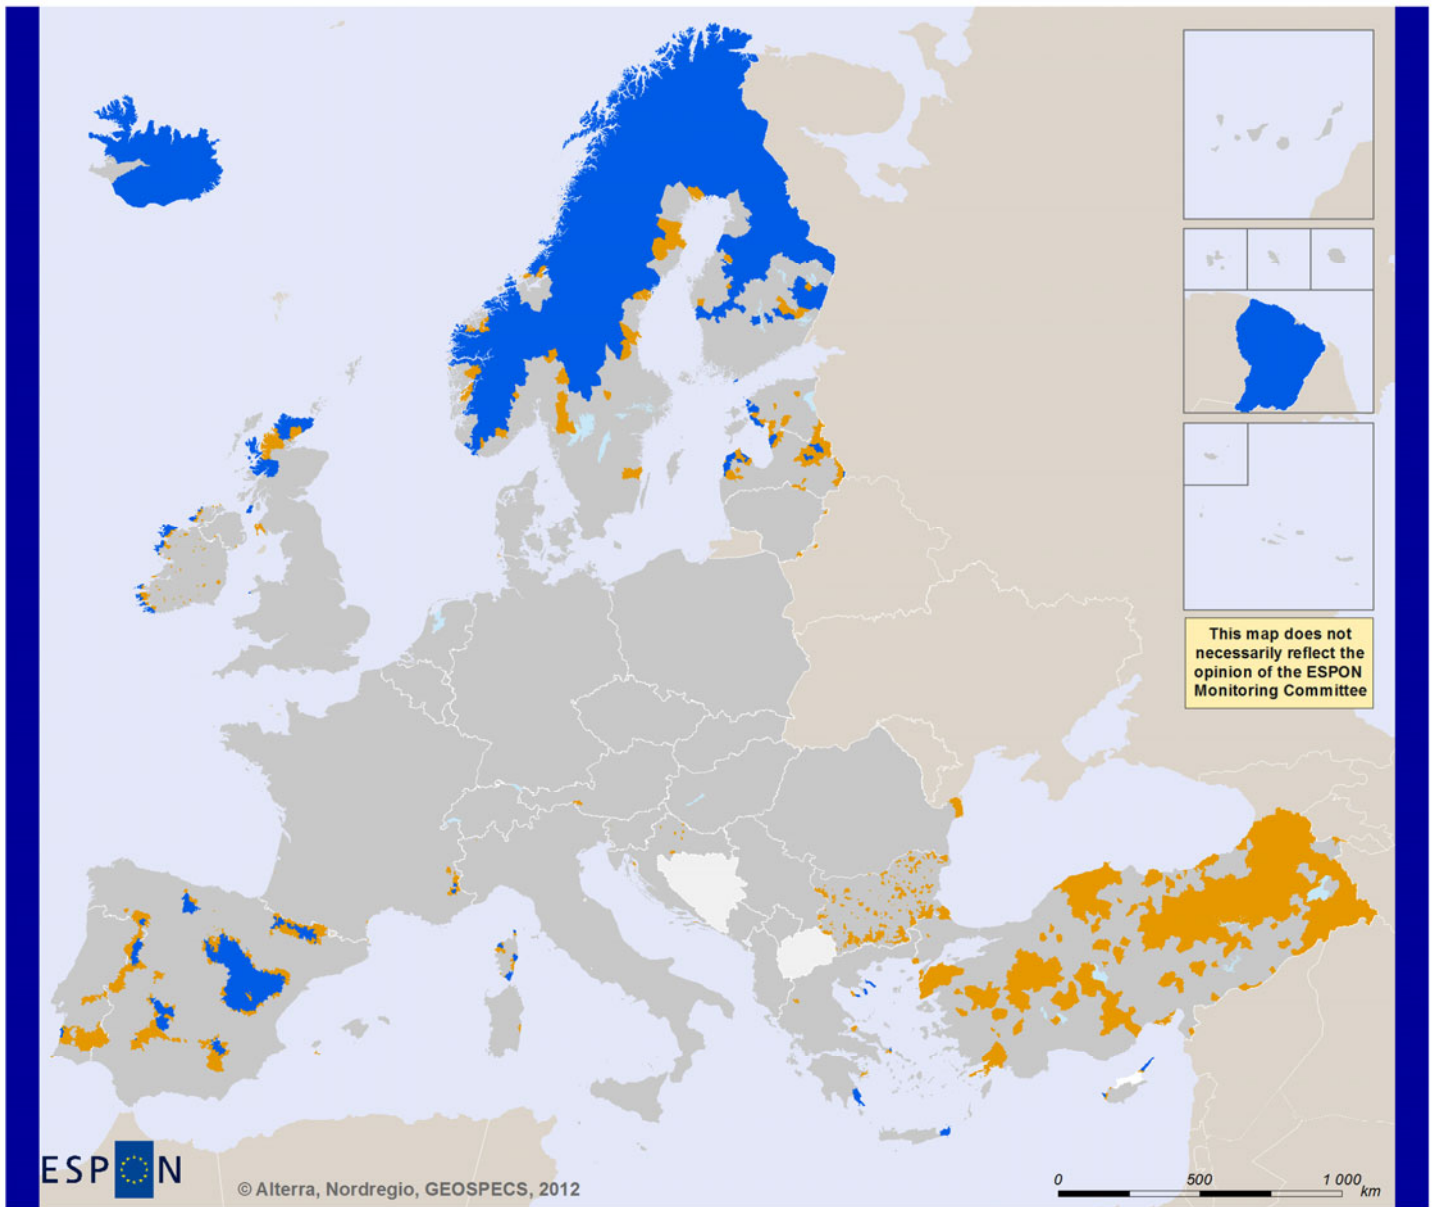 This map does not
necessarily reflect the
opinion of the ESPON
Monitoring Committee
ESPON
© Alterra, Nordregio, GEOSPECS, 2012
0 500 1 000
km